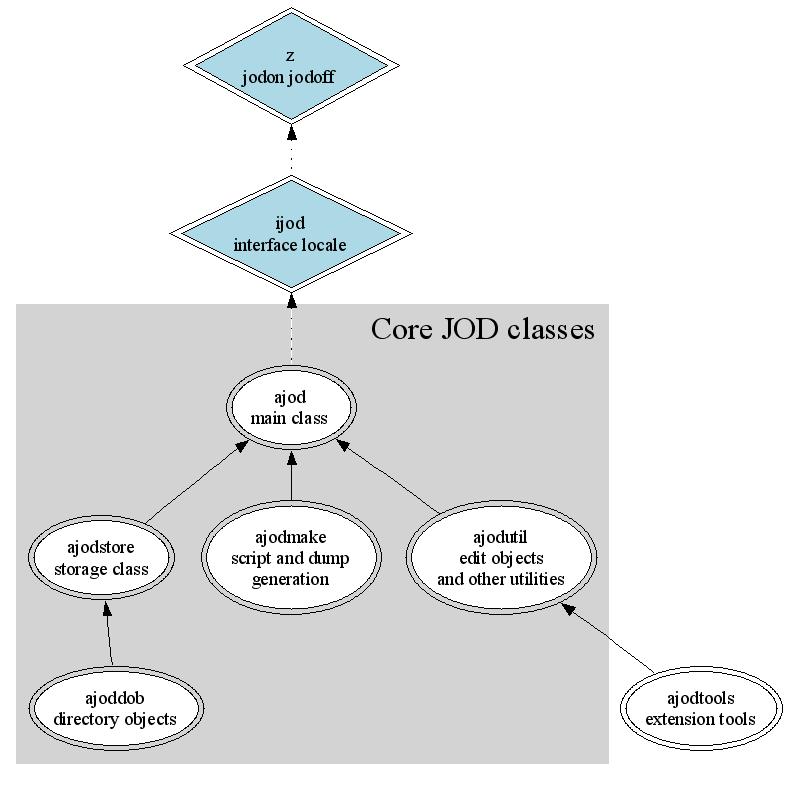 z
jodon jodoff
ijod
interface locale
Core JOD classes
ajod
main class
ajodstore
storage class
ajodmake
script and dump
generation
ajodutil
edit objects
and other utilities
ajoddob
directory objects
ajodtools
extension tools